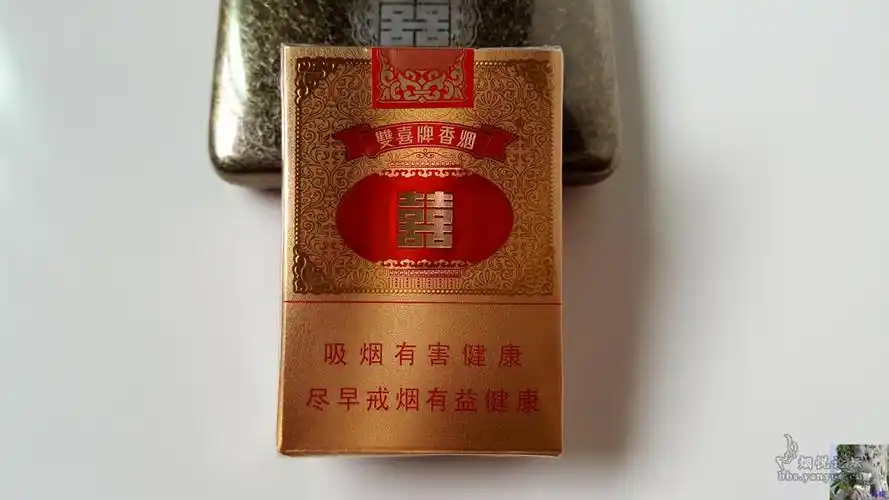 囍
雙喜牌香烟
囍
吸烟有害健康
尽早戒烟有益健康